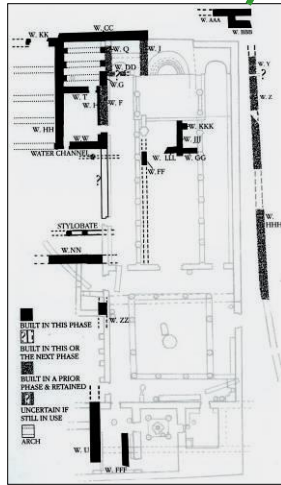 W. AAA
W. BBB
W. CC
W. KK
W. Q
W. J
W. DD
W. Y
?
W. G
W. Z
W. T
W. F
W. KKK
W. HH
W. W
W. JJJ
WATER CHANNEL
W. LLL
W. GG
W. FF
?
W. HHH
STYLOBATE
W. NN
W. ZZ
BUILT IN THIS PHASE
BUILT IN THIS OR
THE NEXT PHASE
BUILT IN A PRIOR
PHASE & RETAINED
UNCERTAIN IF
STILL IN USE
ARCH
W. FFF